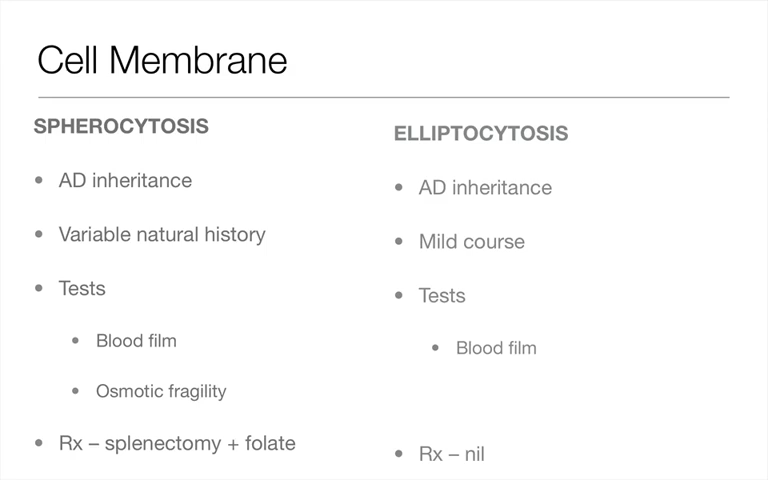 Cell Membrane
SPHEROCYTOSIS
• AD inheritance
• Variable natural history
• Tests
• Blood film
• Osmotic fragility
• Rx – splenectomy + folate
ELLIPTOCYTOSIS
• AD inheritance
• Mild course
• Tests
• Blood film
• Rx – nil